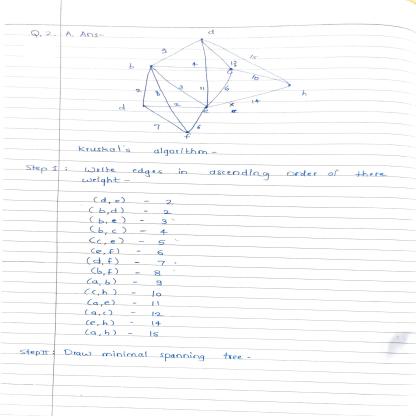 Q. 2. A. Ans-
d
9
15
b
4
13
10
h
2
8
3
11
6
14
d
2
e
7
6
f
Kruskal's algorithm-
Step I : Write edges in ascending order of there
weight -
(d,e) - 2
(b,d) - 2
(b,e) - 3
(b,c) - 4
(c,e) - 5
(e,f) - 6
(d,f) - 7
(b,f) - 8
(a,b) - 9
(c,h) - 10
(a,e) - 11
(a,c) - 12
(e,h) - 14
(a,h) - 15
Step II : Draw minimal spanning tree -